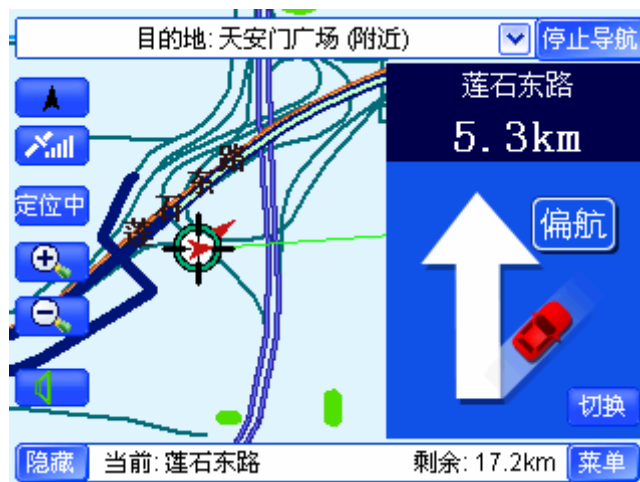 目的地: 天安门广场 (附近)
停止导航
莲石东路
5.3km
定位中
莲石东路
偏航
切换
隐藏
当前: 莲石东路
剩余: 17.2km
菜单